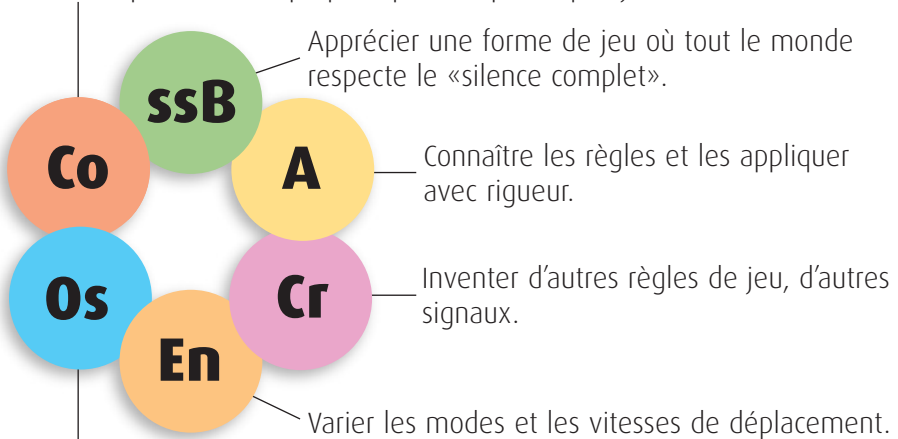 Apprécier une forme de jeu où tout le monde
respecte le «silence complet».
ssB
Co
A
Connaître les règles et les appliquer
avec rigueur.
Os
Cr
Inventer d’autres règles de jeu, d’autres
signaux.
En
Varier les modes et les vitesses de déplacement.